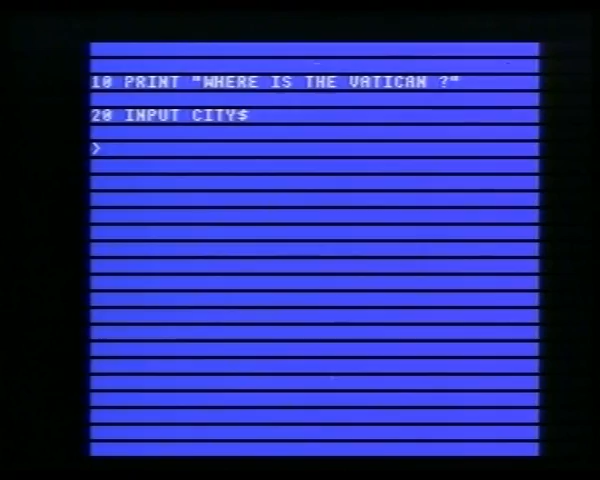 10 PRINT "WHERE IS THE VATICAN ?"
20 INPUT CITY$
>